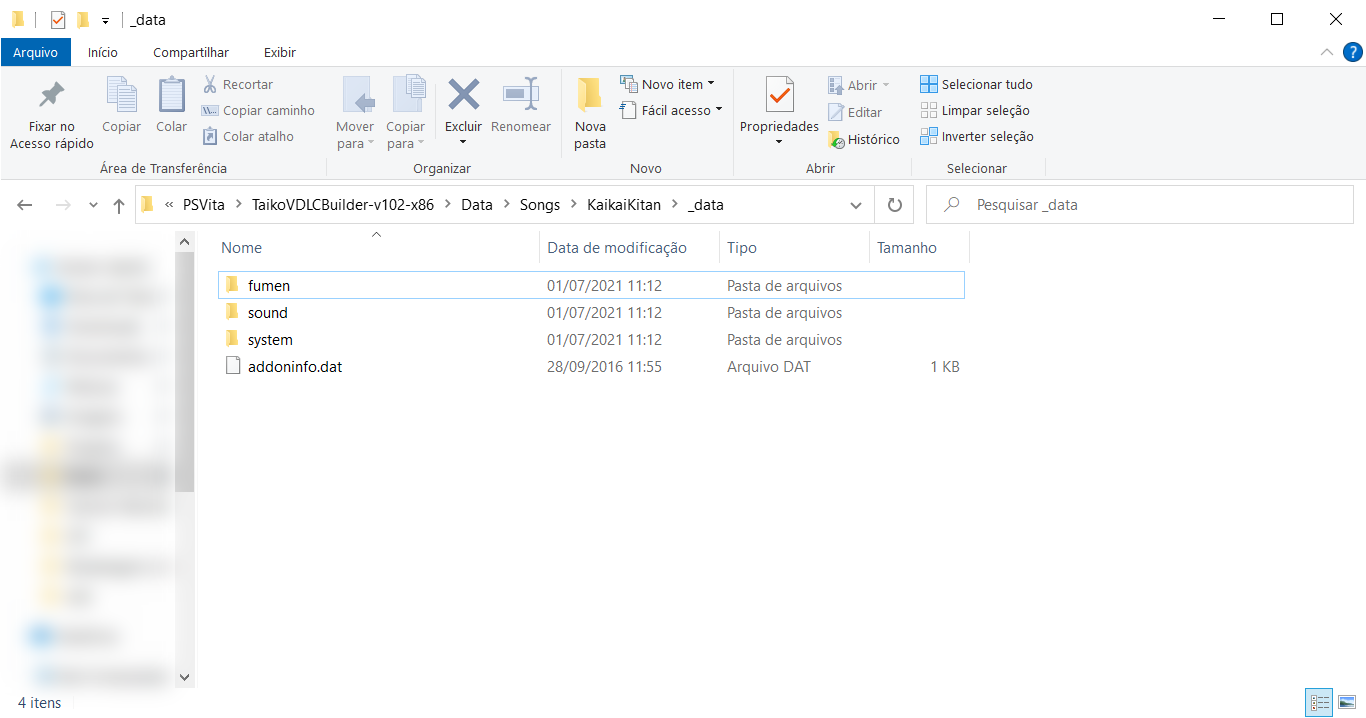 _data
Arquivo Início Compartilhar Exibir
Fixar no
Acesso rápido
Copiar
Colar
Recortar
Copiar caminho
Colar atalho
Área de Transferência
Mover
para
Copiar
para
Excluir
Renomear
Organizar
Nova
pasta
Novo item
Fácil acesso
Novo
Propriedades
Abrir
Editar
Histórico
Abrir
Selecionar tudo
Limpar seleção
Inverter seleção
Selecionar
« PSVita > TaikoVDLCBuilder-v102-x86 > Data > Songs > KaikaiKitan > _data
Pesquisar _data
Nome Data de modificação Tipo Tamanho
fumen 01/07/2021 11:12 Pasta de arquivos
sound 01/07/2021 11:12 Pasta de arquivos
system 01/07/2021 11:12 Pasta de arquivos
addoninfo.dat 28/09/2016 11:55 Arquivo DAT 1 KB
4 itens